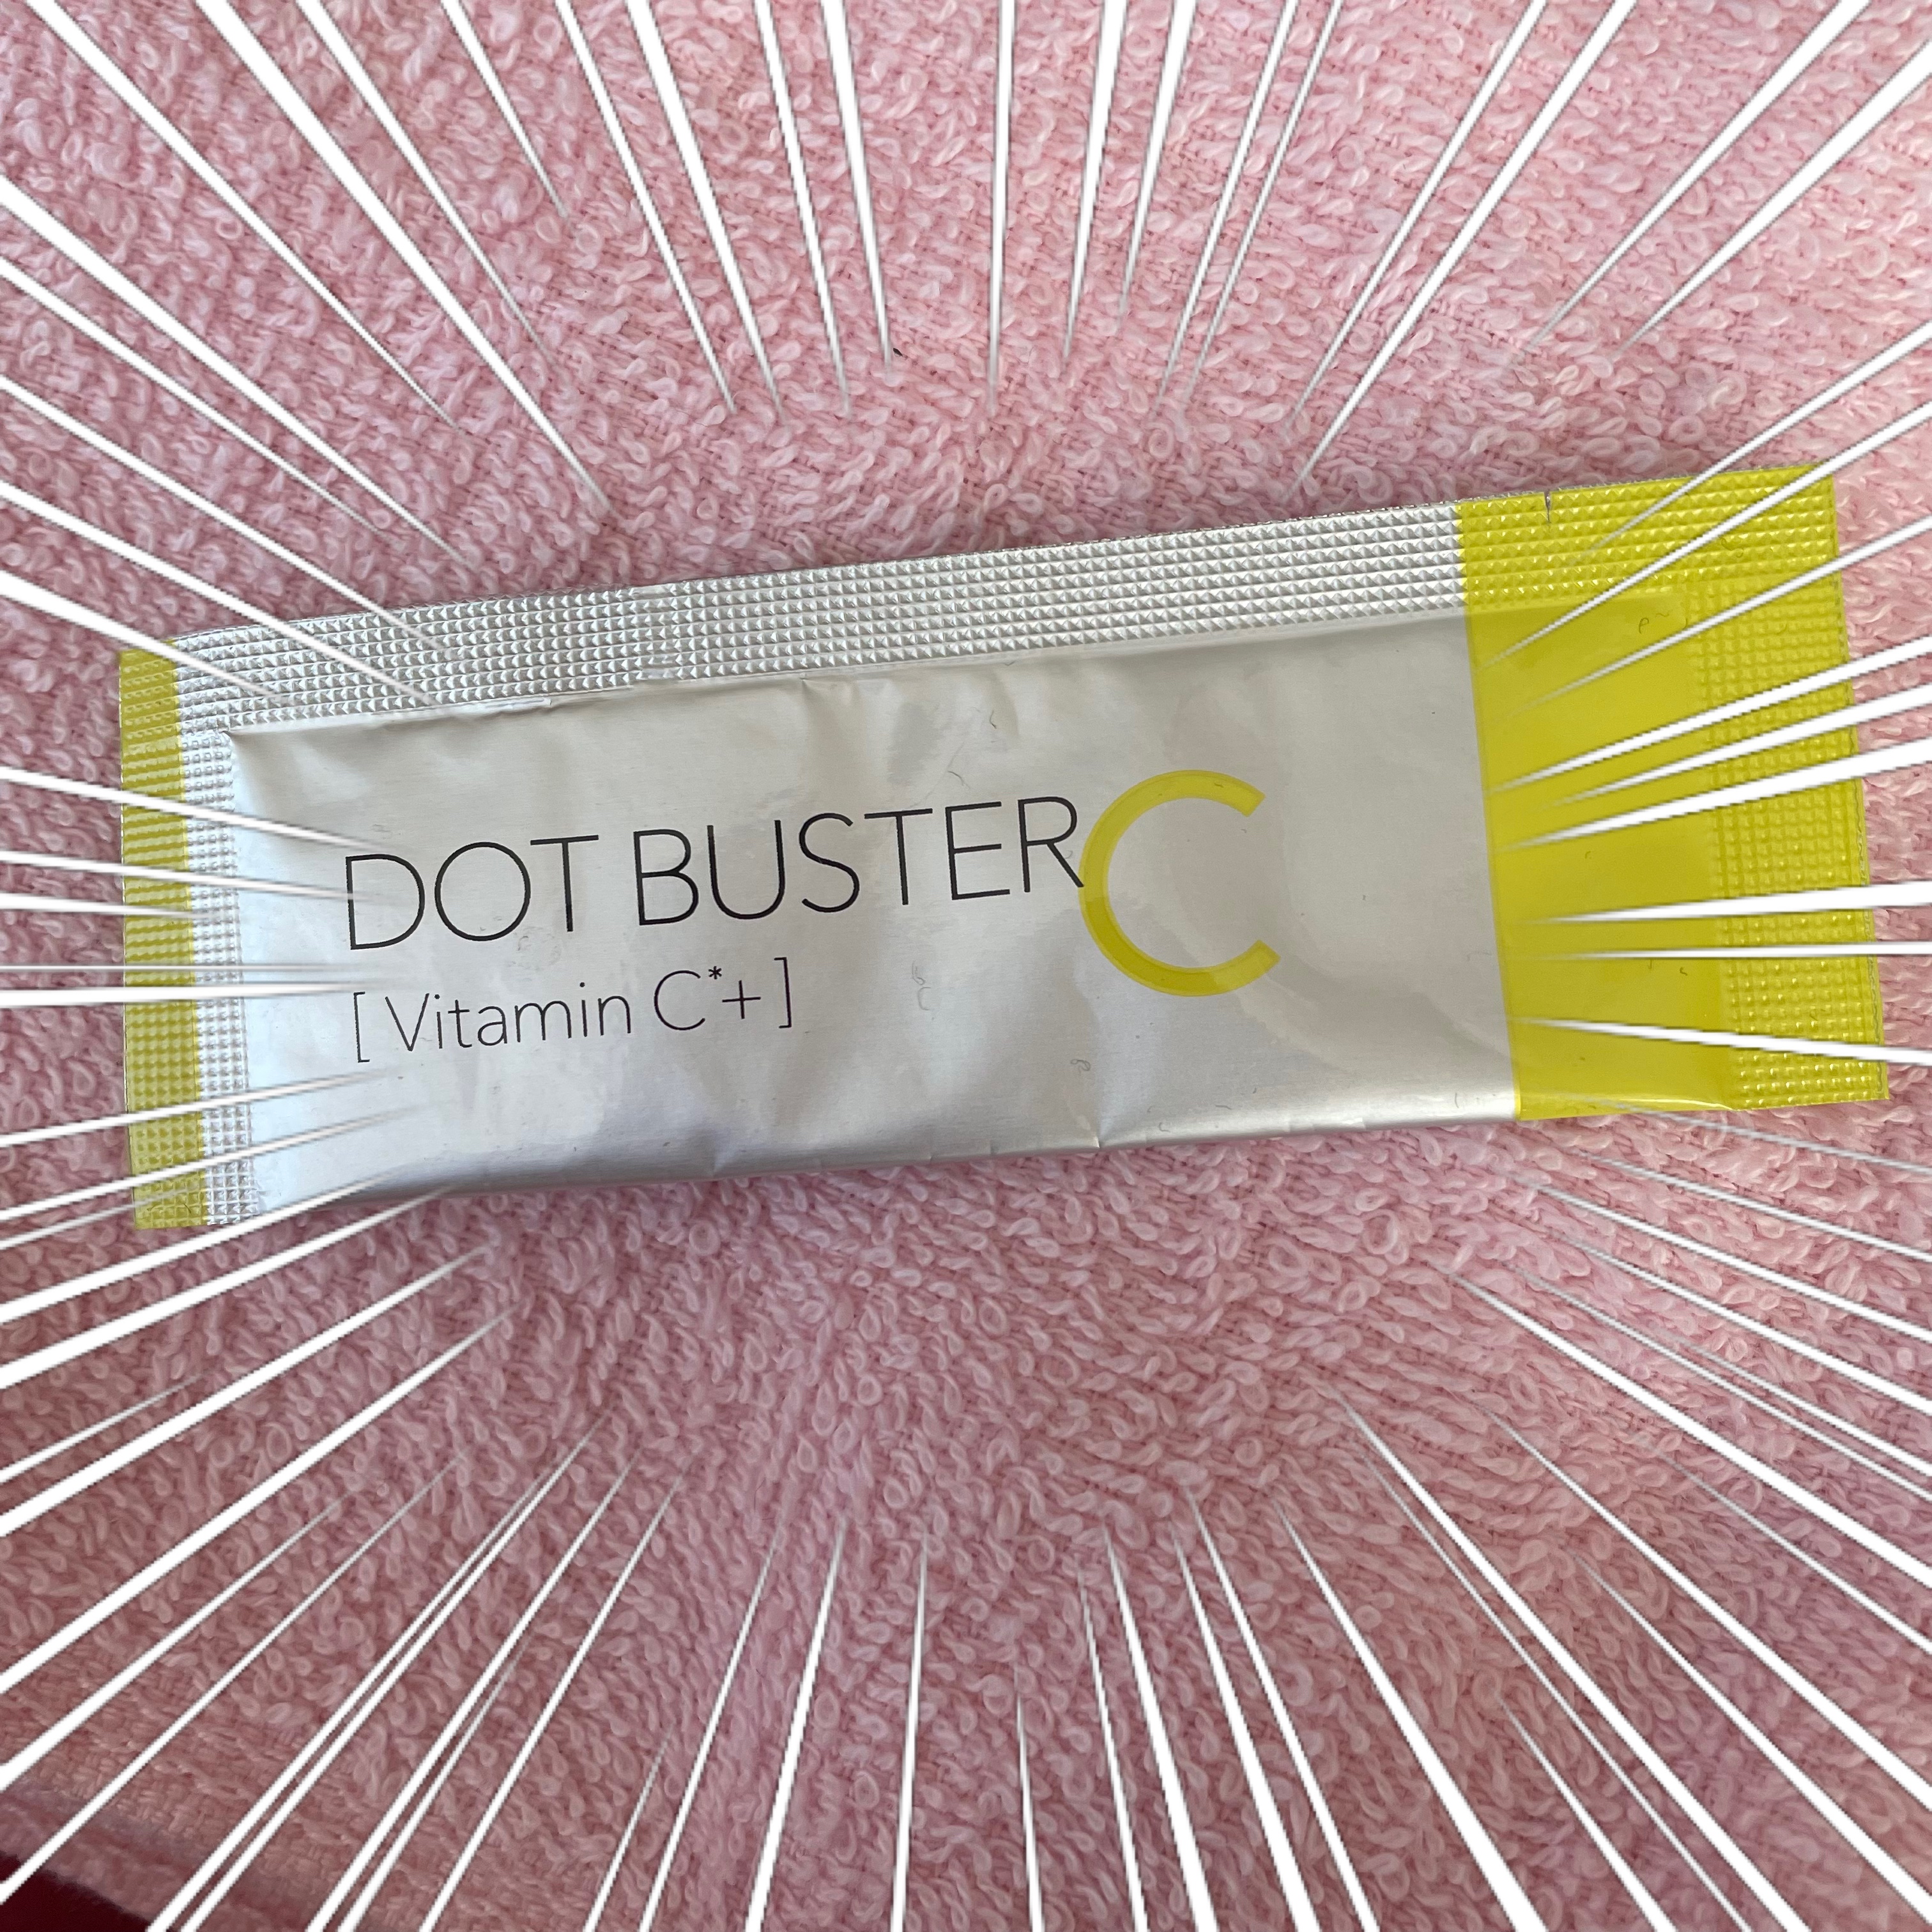 DOT BUSTER C
[ Vitamin C*+ ]